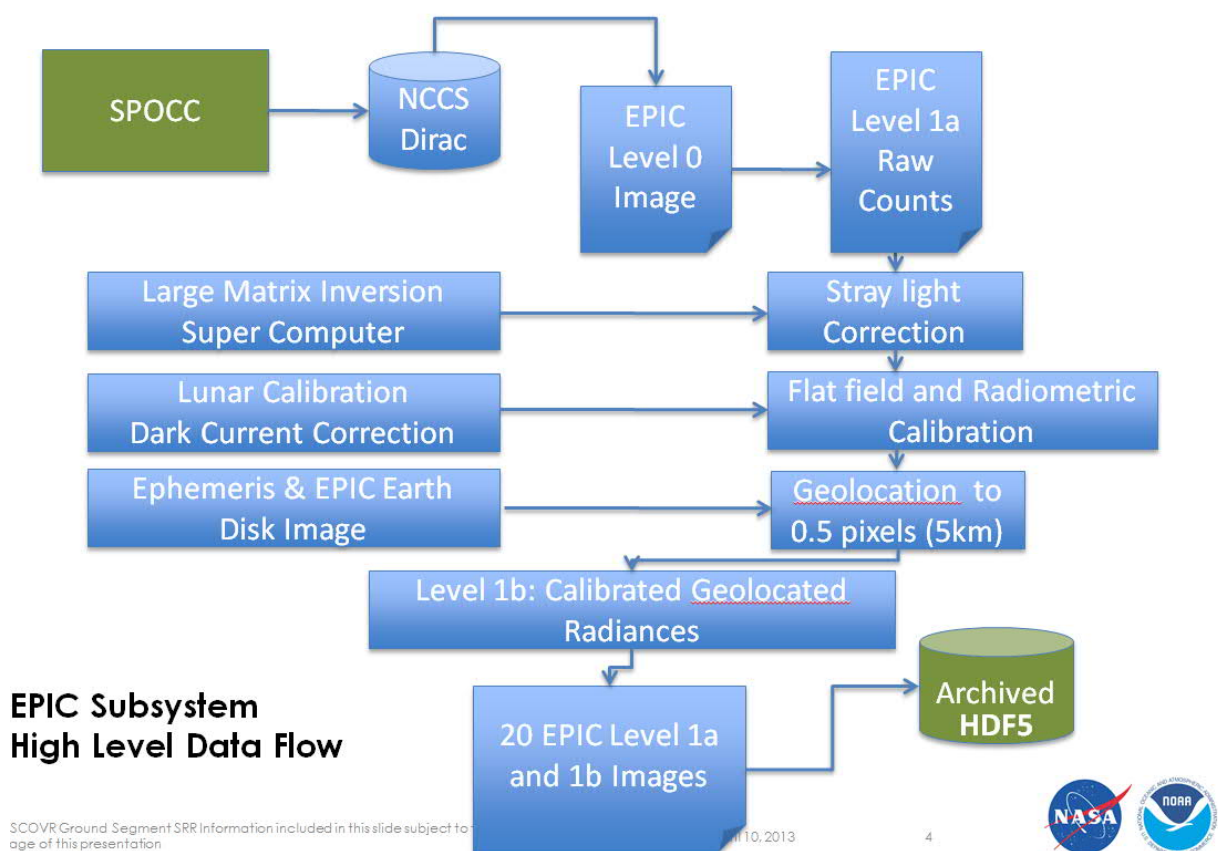 SPOCC
NCCS
Dirac
EPIC
Level 0
Image
EPIC
Level 1a
Raw
Counts
Large Matrix Inversion
Super Computer
Stray light
Correction
Lunar Calibration
Dark Current Correction
Flat field and Radiometric
Calibration
Ephemeris & EPIC Earth
Disk Image
Geolocation to
0.5 pixels (5km)
Level 1b: Calibrated Geolocated
Radiances
20 EPIC Level 1a
and 1b Images
Archived
HDF5
EPIC Subsystem
High Level Data Flow
SCOVR Ground Segment SRR Information included in this slide subject to
age of this presentation
10, 2013
4
NASA
NOAA